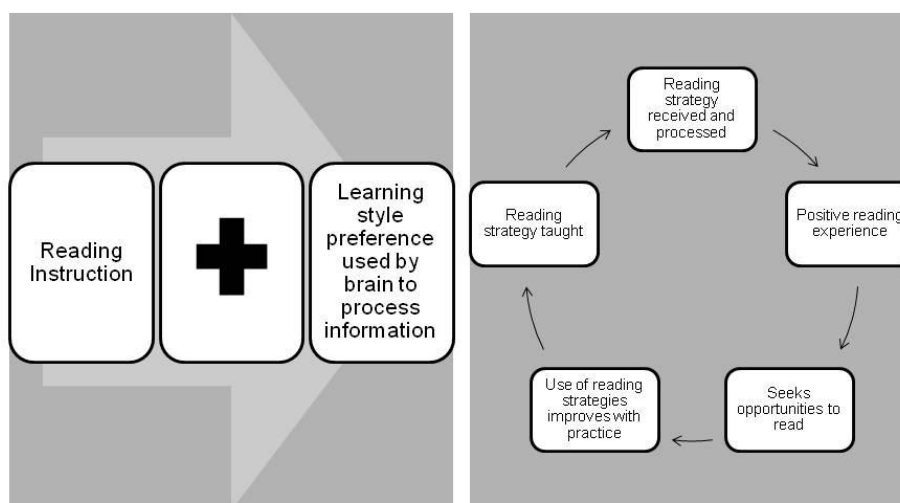 Reading
Instruction
Learning
style
preference
used by
brain to
process
information
Reading
strategy
received and
processed
Positive reading
experience
Seeks
opportunities to
read
Use of reading
strategies
improves with
practice
Reading
strategy taught